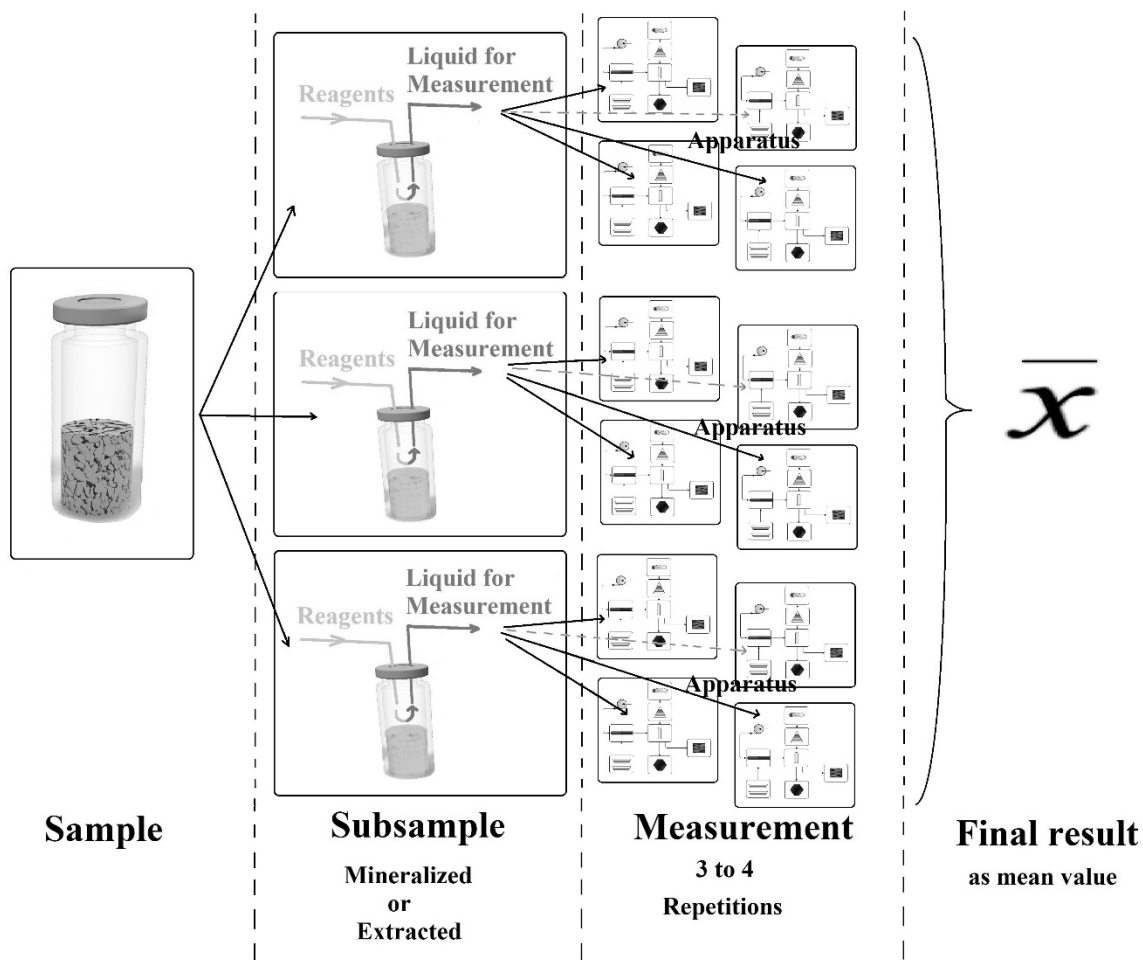 Liquid for
Measurement
Reagents
Apparatus
Liquid for
Measurement
Reagents
Apparatus
Liquid for
Measurement
Reagents
Apparatus
x
Sample
Subsample
Mineralized
or
Extracted
Measurement
3 to 4
Repetitions
Final result
as mean value